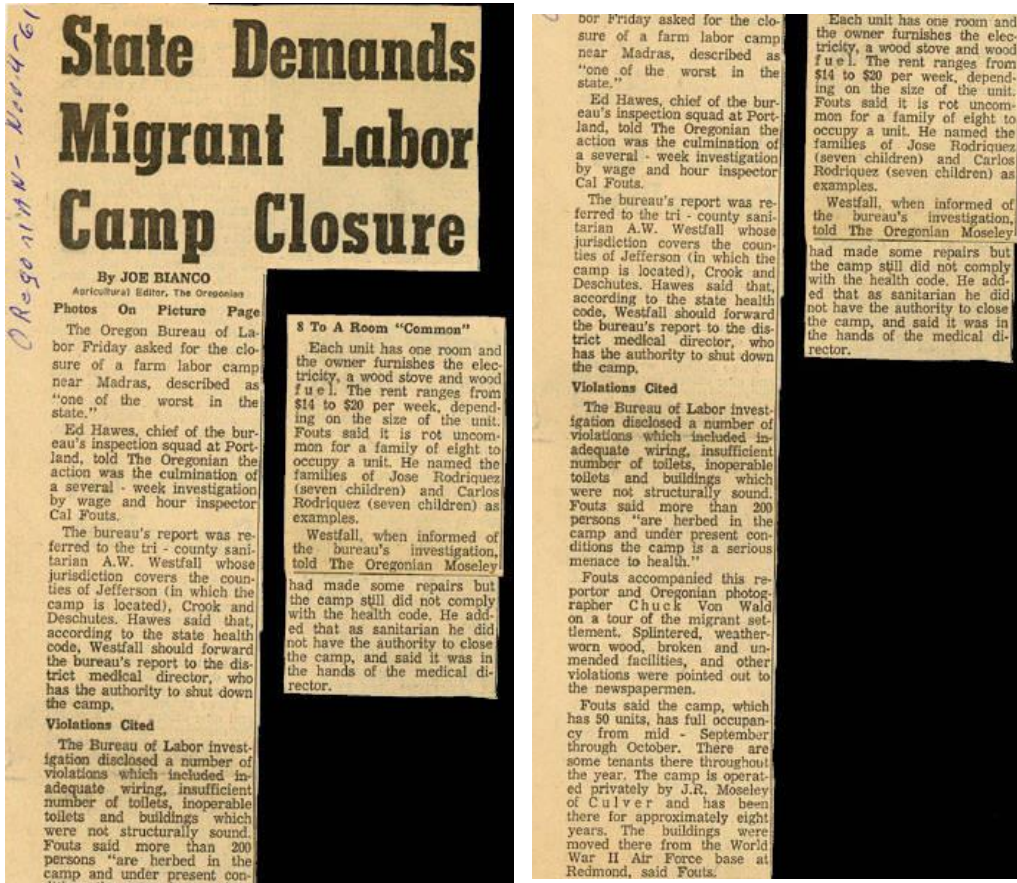 OREGONIAN - Nov-4-61
State Demands
Migrant Labor
Camp Closure
By JOE BIANCO
Agricultural Editor, The Oregonian
Photos On Picture Page
The Oregon Bureau of La-
bor Friday asked for the clo-
sure of a farm labor camp
near Madras, described as
"one of the worst in the
state."
Ed Hawes, chief of the bur-
eau's inspection squad at Port-
land, told The Oregonian the
action was the culmination of
a several - week investigation
by wage and hour inspector
Cal Fouts.
The bureau's report was re-
ferred to the tri - county sani-
tarian A.W. Westfall whose
jurisdiction covers the coun-
ties of Jefferson (in which the
camp is located), Crook and
Deschutes. Hawes said that,
according to the state health
code, Westfall should forward
the bureau's report to the dis-
trict medical director, who
has the authority to shut down
the camp.
Violations Cited
The Bureau of Labor invest-
igation disclosed a number of
violations which included in-
adequate wiring, insufficient
number of toilets, inoperable
toilets and buildings which
were not structurally sound.
Fouts said more than 200
persons "are herbed in the
camp and under present con-
8 To A Room "Common"
Each unit has one room and
the owner furnishes the elec-
tricity, a wood stove and wood
fuel. The rent ranges from
$14 to $20 per week, depend-
ing on the size of the unit.
Fouts said it is rot uncom-
mon for a family of eight to
occupy a unit. He named the
families of Jose Rodriquez
(seven children) and Carlos
Rodriquez (seven children) as
examples.
Westfall, when informed of
the bureau's investigation,
told The Oregonian Moseley
had made some repairs but
the camp still did not comply
with the health code. He add-
ed that as sanitarian he did
not have the authority to close
the camp, and said it was in
the hands of the medical di-
rector.
bor Friday asked for the clo-
sure of a farm labor camp
near Madras, described as
"one of the worst in the
state."
Ed Hawes, chief of the bur-
eau's inspection squad at Port-
land, told The Oregonian the
action was the culmination of
a several - week investigation
by wage and hour inspector
Cal Fouts.
The bureau's report was re-
ferred to the tri - county sani-
tarian A.W. Westfall whose
jurisdiction covers the coun-
ties of Jefferson (in which the
camp is located), Crook and
Deschutes. Hawes said that,
according to the state health
code, Westfall should forward
the bureau's report to the dis-
trict medical director, who
has the authority to shut down
the camp.
Violations Cited
The Bureau of Labor invest-
igation disclosed a number of
violations which included in-
adequate wiring, insufficient
number of toilets, inoperable
toilets and buildings which
were not structurally sound.
Fouts said more than 200
persons "are herbed in the
camp and under present con-
ditions the camp is a serious
menace to health."
Fouts accompanied this re-
portor and Oregonian photog-
rapher Chuck Von Wald
on a tour of the migrant set-
tlement. Splintered, weather-
worn wood, broken and un-
mended facilities, and other
violations were pointed out to
the newspapermen.
Fouts said the camp, which
has 50 units, has full occupan-
cy from mid - September
through October. There are
some tenants there throughout
the year. The camp is operat-
ed privately by J.R. Moseley
of Culver and has been
there for approximately eight
years. The buildings were
moved there from the World
War II Air Force base at
Redmond, said Fouts.
Each unit has one room and
the owner furnishes the elec-
tricity, a wood stove and wood
fuel. The rent ranges from
$14 to $20 per week, depend-
ing on the size of the unit.
Fouts said it is rot uncom-
mon for a family of eight to
occupy a unit. He named the
families of Jose Rodriquez
(seven children) and Carlos
Rodriquez (seven children) as
examples.
Westfall, when informed of
the bureau's investigation,
told The Oregonian Moseley
had made some repairs but
the camp still did not comply
with the health code. He add-
ed that as sanitarian he did
not have the authority to close
the camp, and said it was in
the hands of the medical di-
rector.